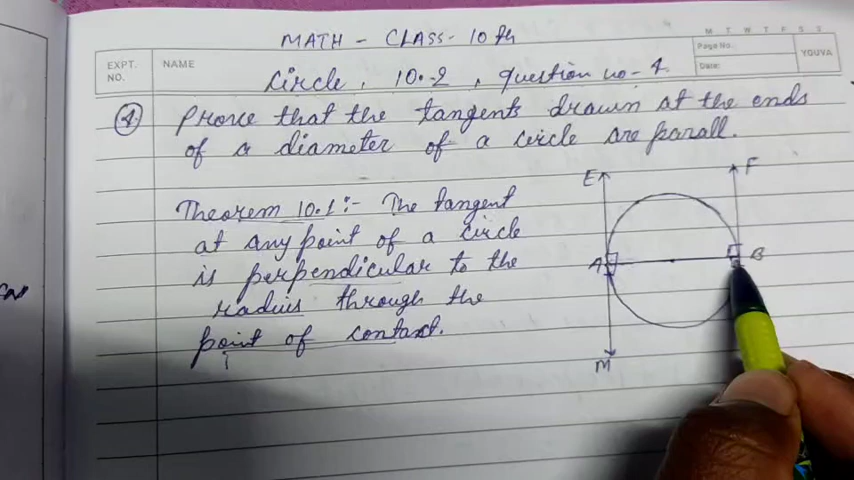 MATH - CLASS- 10 th
M T W T F S S
EXPT. NO.
NAME
Page No.
Date:
YOUVA
Circle, 10.2, question no-4.
(4) Prove that the tangents drawn at the ends
of a diameter of a circle are parall.
Theorem 10.1:- The tangent
at any point of a circle
is perpendicular to the
radius through the
point of contact.
E
F
A
B
M